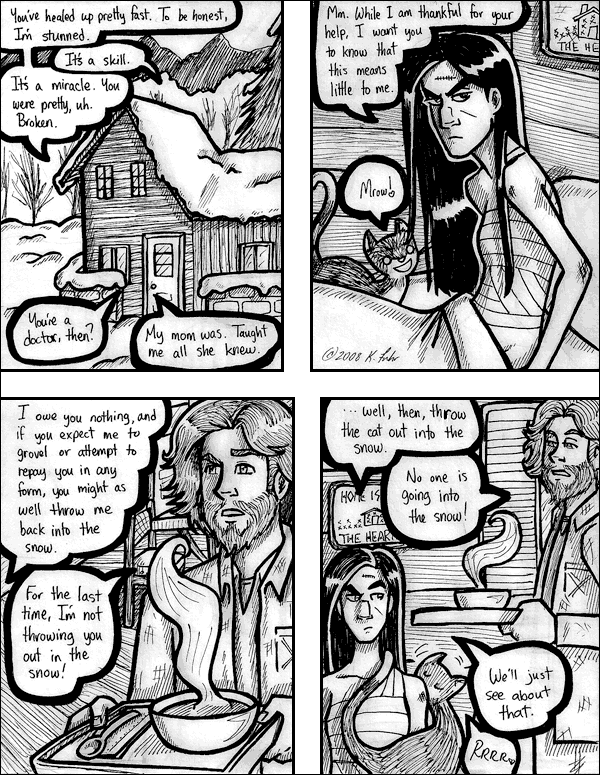 You've healed up pretty fast. To be honest,
I'm stunned.
It's a skill.
It's a miracle. You
were pretty, uh.
Broken.
You're a
doctor, then?
My mom was. Taught
me all she knew.
Mm. While I am thankful for your
help, I want you
to know that
this means
little to me.
THE HE
Mrow
©2008 K.
I owe you nothing, and
if you expect me to
grovel or attempt to
repay you in any
form, you might as
well throw me
back into the
snow.
For the last
time, I'm not
throwing you
out in the
snow!
... well, then, throw
the cat out into the
snow.
No one is
going into
the snow!
HOME IS
THE HEAR
We'll just
see about
that.
RRRR